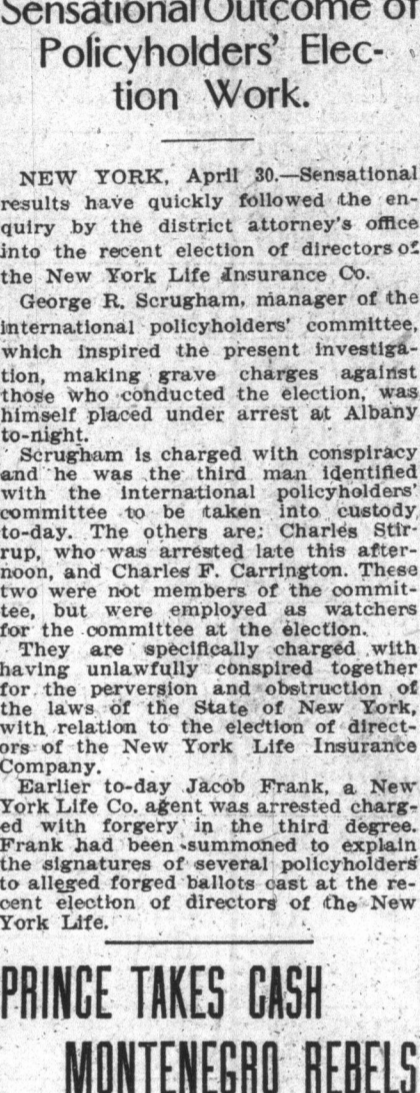 Sensational Outcome of
Policyholders' Elec-
tion Work.
NEW YORK, April 30.—Sensational
results have quickly followed the en-
quiry by the district attorney's office
into the recent election of directors of
the New York Life Insurance Co.
George R. Scrugham, manager of the
international policyholders' committee,
which inspired the present investiga-
tion, making grave charges against
those who conducted the election, was
himself placed under arrest at Albany
to-night.
Scrugham is charged with conspiracy
and he was the third man identified
with the international policyholders'
committee to be taken into custody
to-day. The others are: Charles Stir-
rup, who was arrested late this after-
noon, and Charles F. Carrington. These
two were not members of the commit-
tee, but were employed as watchers
for the committee at the election.
They are specifically charged with
having unlawfully conspired together
for the perversion and obstruction of
the laws of the State of New York,
with relation to the election of direct-
ors of the New York Life Insurance
Company.
Earlier to-day Jacob Frank, a New
York Life Co. agent was arrested charg-
ed with forgery in the third degree.
Frank had been summoned to explain
the signatures of several policyholders
to alleged forged ballots cast at the re-
cent election of directors of the New
York Life.
PRINCE TAKES CASH
MONTENEGRO REBELS